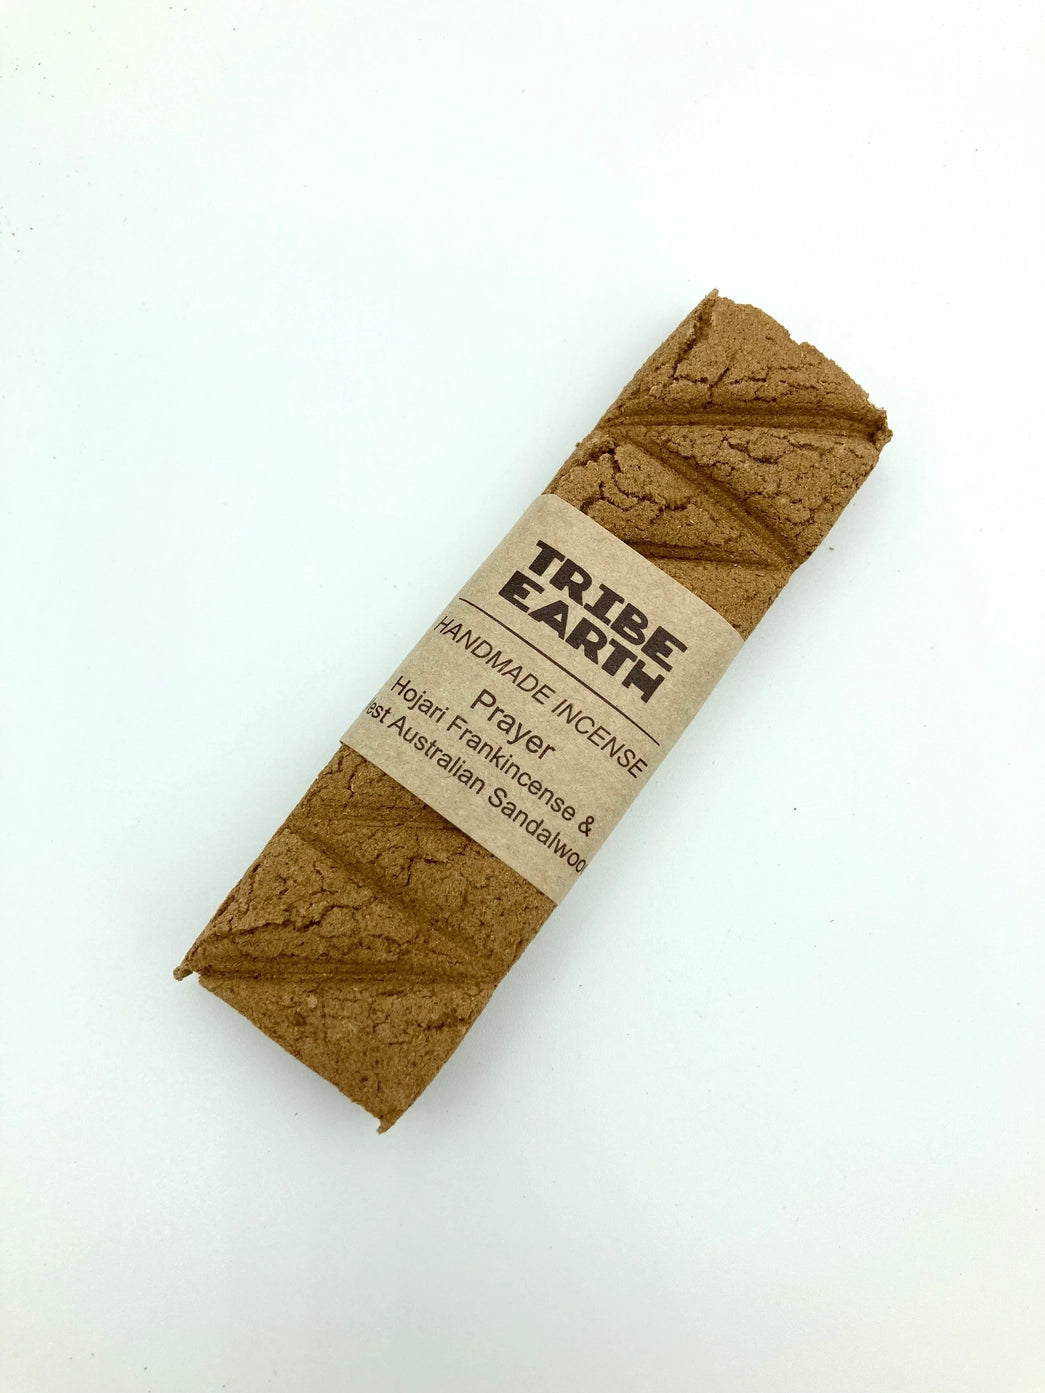 TRIBE
EARTH
HANDMADE INCENSE
Prayer
Hojari Frankincense &
est Australian Sandalwoo